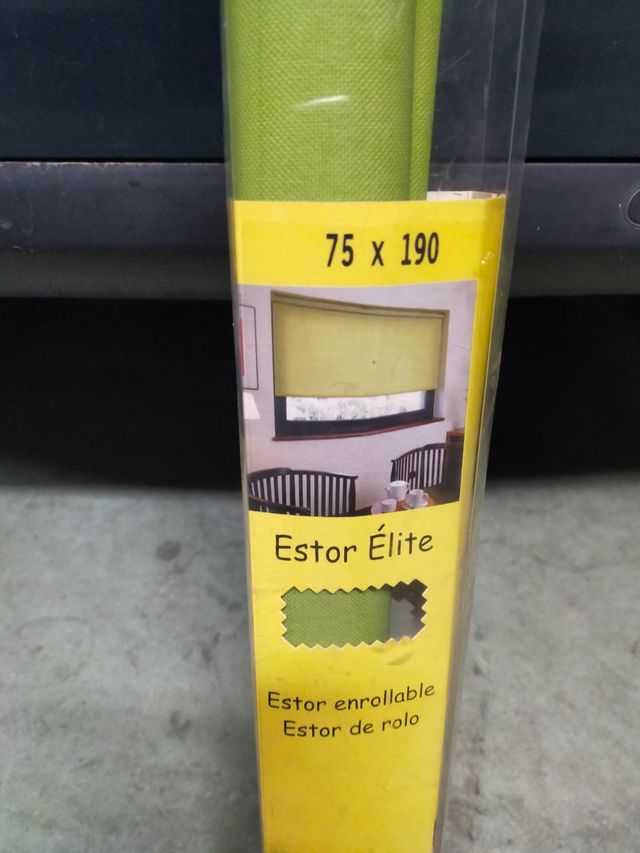 75 x 190
Estor Élite
Estor enrollable
Estor de rolo